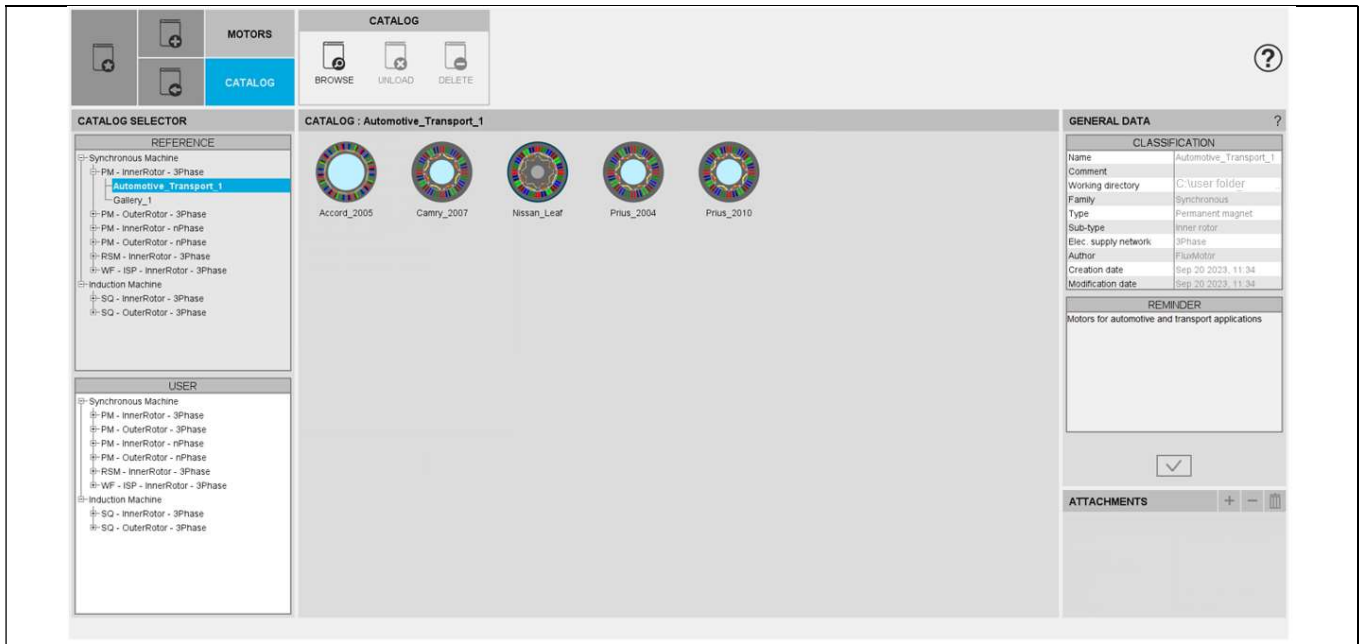 MOTORS
CATALOG
CATALOG
BROWSE
UNLOAD
DELETE
?
CATALOG SELECTOR
REFERENCE
Synchronous Machine
PM - InnerRotor - 3Phase
Automotive_Transport_1
Gallery_1
PM - OuterRotor - 3Phase
PM - InnerRotor - nPhase
PM - OuterRotor - nPhase
RSM - InnerRotor - 3Phase
WF - ISP - InnerRotor - 3Phase
Induction Machine
SQ - InnerRotor - 3Phase
SQ - OuterRotor - 3Phase
USER
Synchronous Machine
PM - InnerRotor - 3Phase
PM - OuterRotor - 3Phase
PM - InnerRotor - nPhase
PM - OuterRotor - nPhase
RSM - InnerRotor - 3Phase
WF - ISP - InnerRotor - 3Phase
Induction Machine
SQ - InnerRotor - 3Phase
SQ - OuterRotor - 3Phase
CATALOG : Automotive_Transport_1
Accord_2005
Camry_2007
Nissan_Leaf
Prius_2004
Prius_2010
GENERAL DATA ?
CLASSIFICATION
Name Automotive_Transport_1
Comment
Working directory C:\user folder
Family Synchronous
Type Permanent magnet
Sub-type Inner rotor
Elec. supply network 3Phase
Author FluxMotor
Creation date Sep 20 2023, 11:34
Modification date Sep 20 2023, 11:34
REMINDER
Motors for automotive and transport applications
ATTACHMENTS